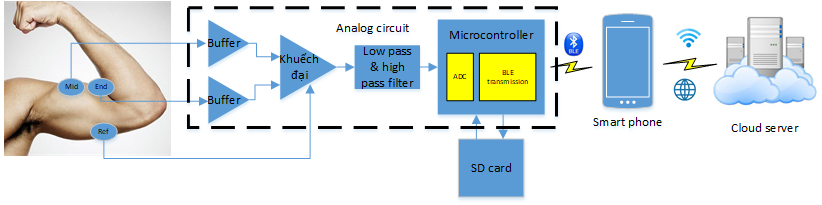 Mid
End
Ref
Buffer
Buffer
Khuếch
đại
Analog circuit
Low pass
& high
pass filter
Microcontroller
ADC
BLE
transmission
SD card
BLE
Smart phone
Cloud server